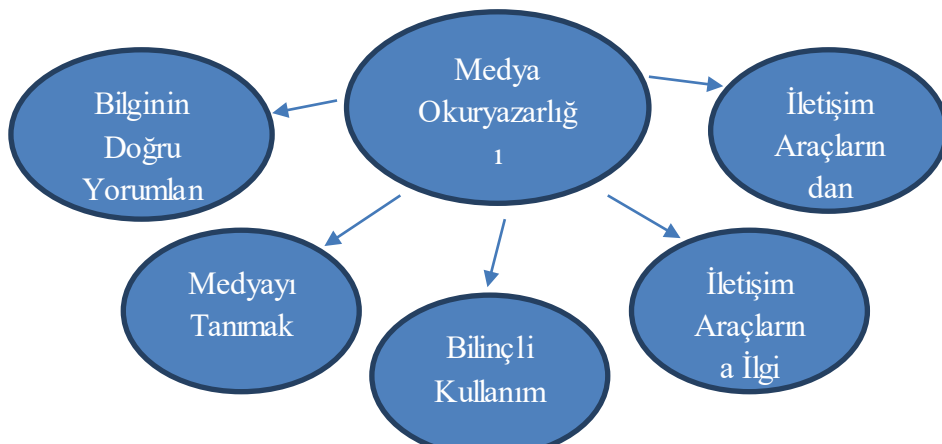 Medya
Okuryazarlığ
ı
Bilginin
Doğru
Yorumlan
İletişim
Araçların
dan
Medyayı
Tanımak
Bilinçli
Kullanım
İletişim
Araçların
a İlgi